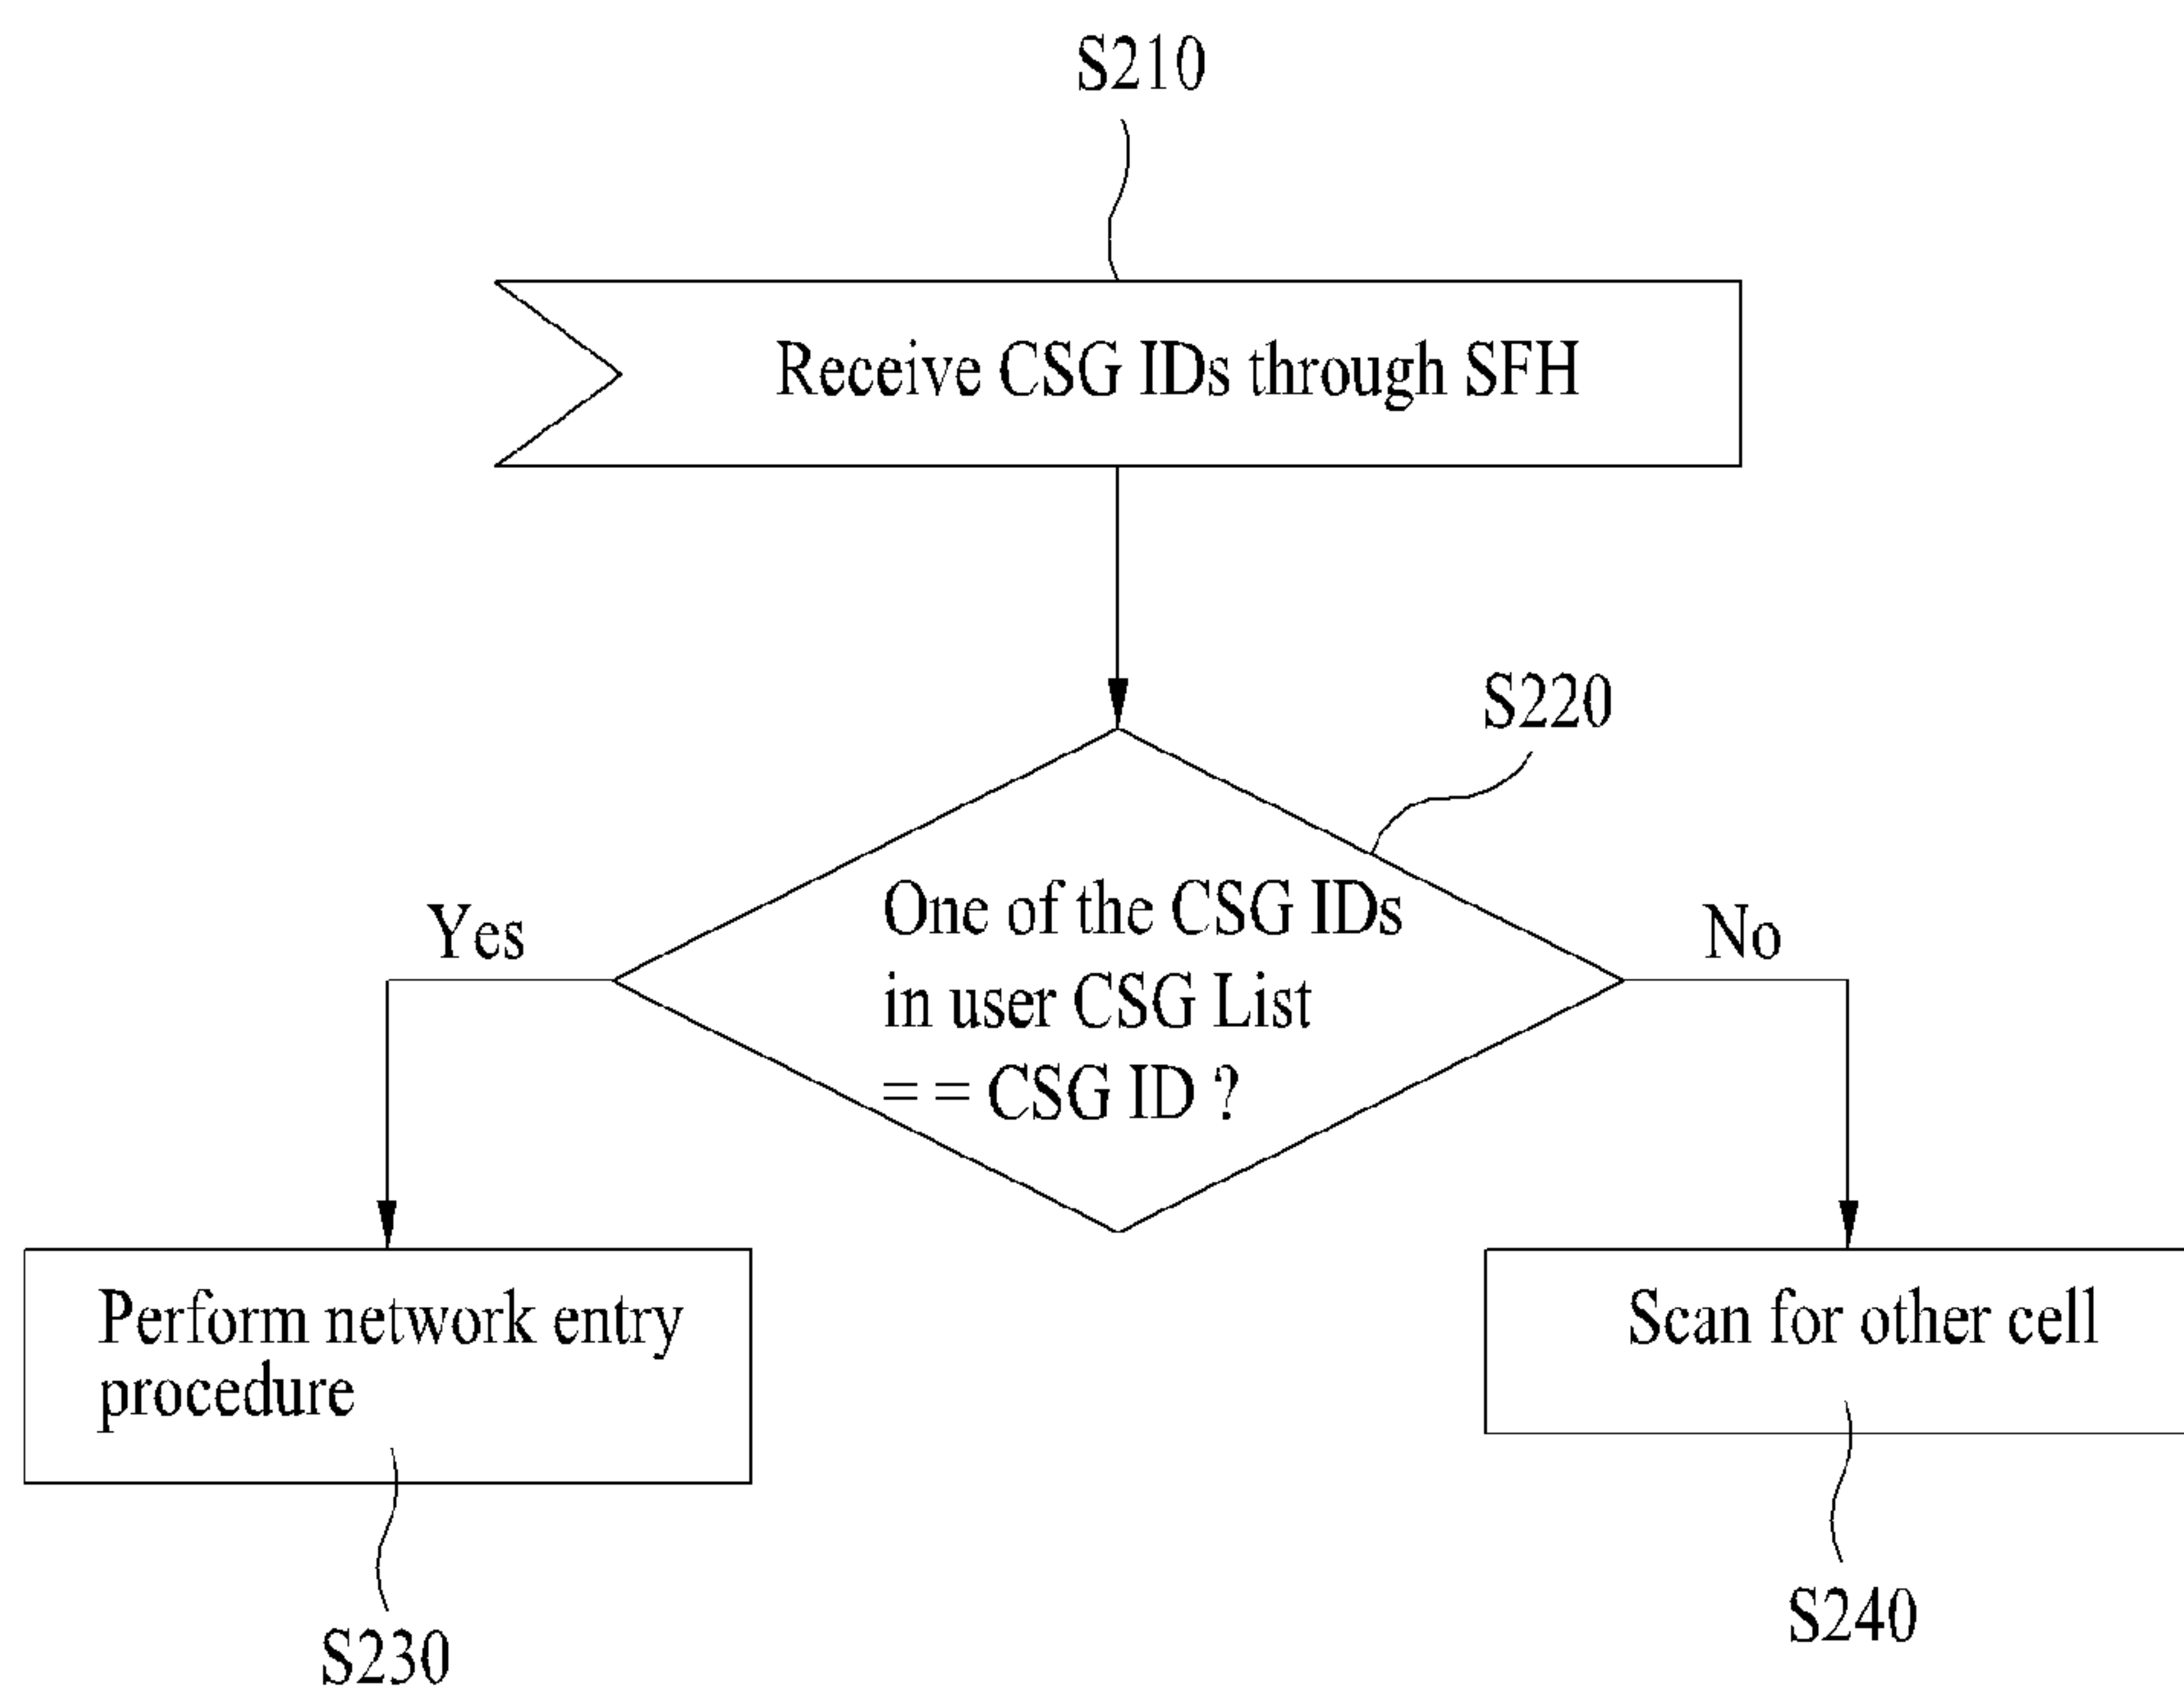 S210
Receive CSG IDs through SFH
S220
One of the CSG IDs
in user CSG List
= = CSG ID ?
Yes
No
Perform network entry
procedure
Scan for other cell
S230
S240